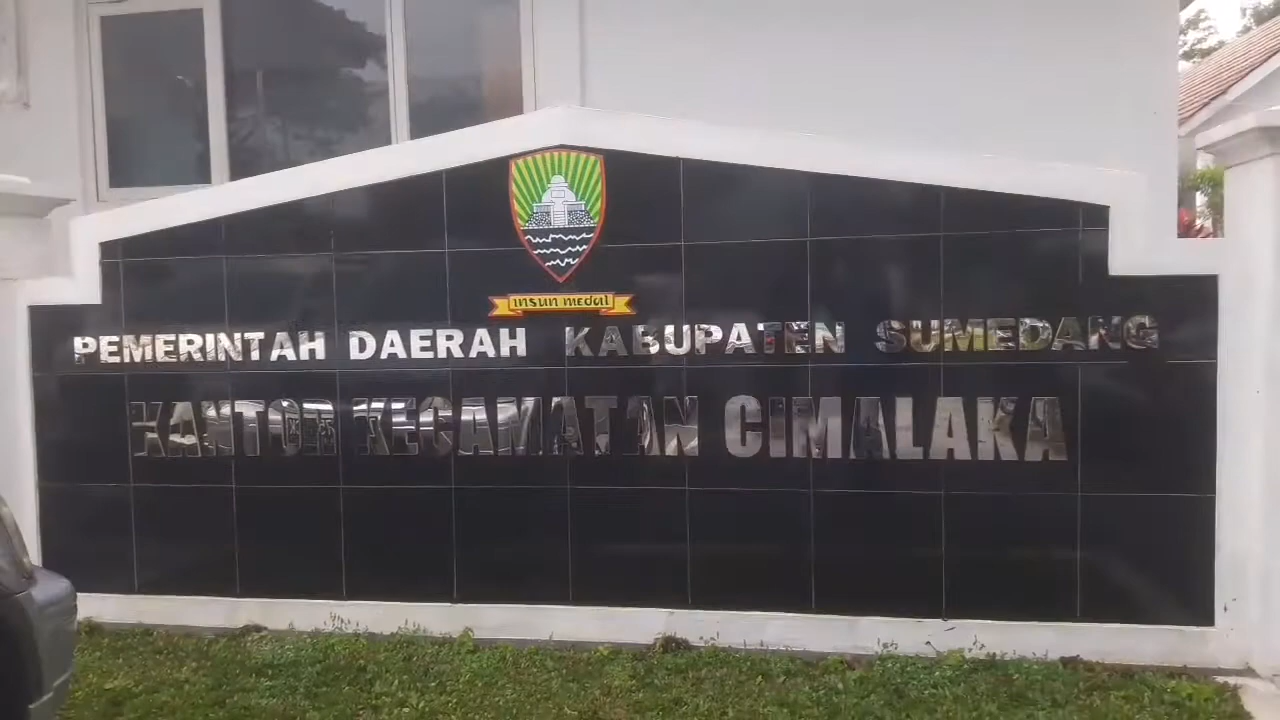 insun medal
PEMERINTAH DAERAH KABUPATEN SUMEDANG
KANTOR KECAMATAN CIMALAKA